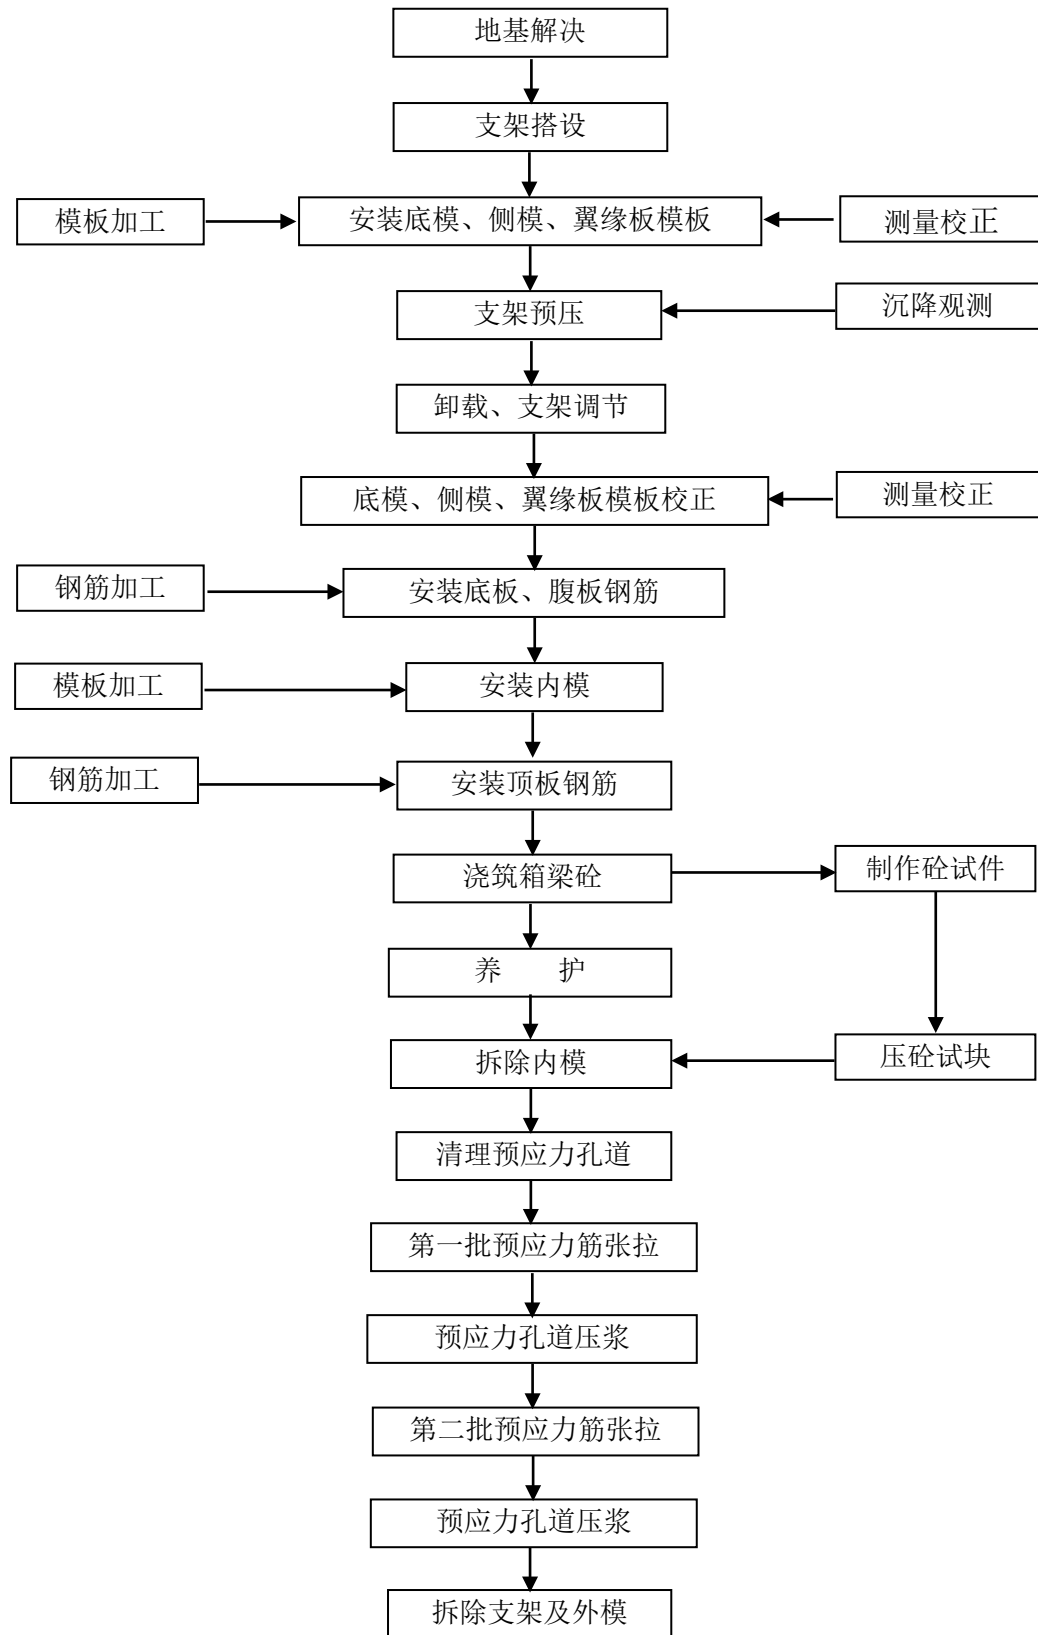 地基解决
支架搭设
模板加工
安装底模、侧模、翼缘板模板
测量校正
沉降观测
支架预压
卸载、支架调节
底模、侧模、翼缘板模板校正
测量校正
钢筋加工
安装底板、腹板钢筋
模板加工
安装内模
钢筋加工
安装顶板钢筋
浇筑箱梁砼
制作砼试件
养　　护
拆除内模
压砼试块
清理预应力孔道
第一批预应力筋张拉
预应力孔道压浆
第二批预应力筋张拉
预应力孔道压浆
拆除支架及外模